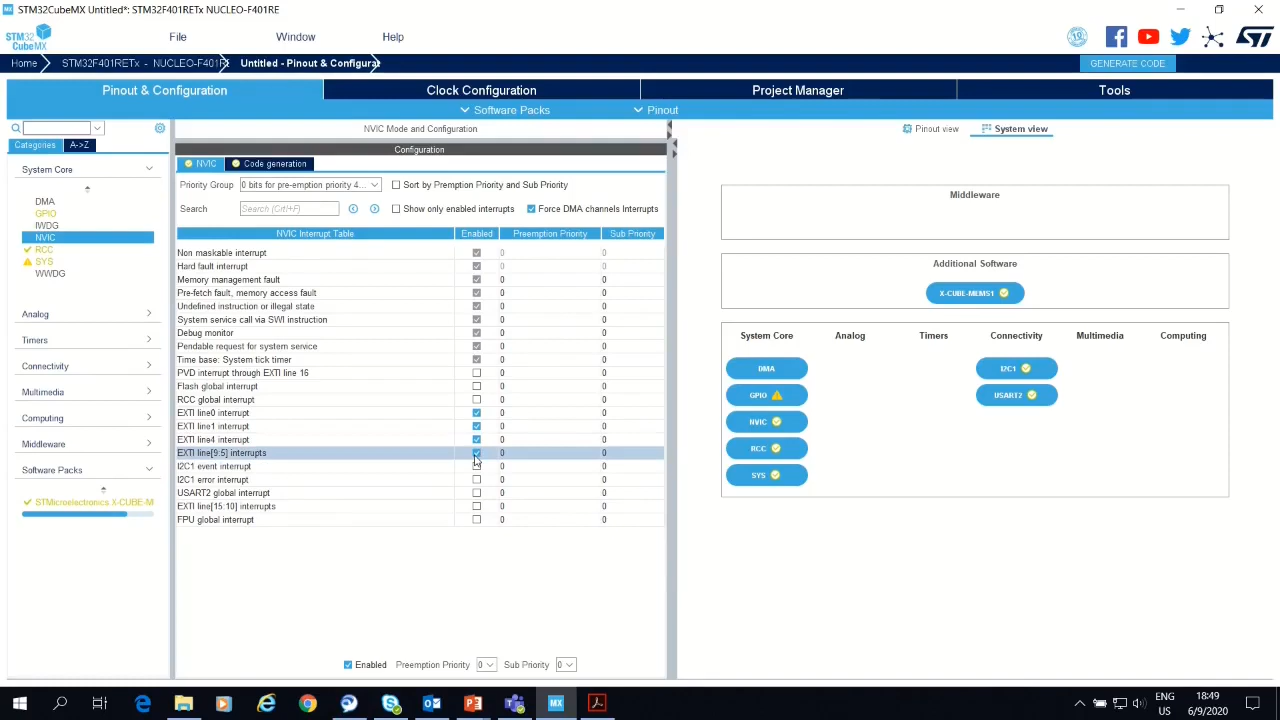 STM32CubeMX Untitled*: STM32F401RETx NUCLEO-F401RE
STM32
CubeMX
File
Window
Help
10
Home
STM32F401RETx - NUCLEO-F401R
Untitled - Pinout & Configurat
GENERATE CODE
Pinout & Configuration
Clock Configuration
Project Manager
Tools
Software Packs
Pinout
Categories
A->Z
System Core
DMA
GPIO
IWDG
NVIC
RCC
SYS
WWDG
Analog
Timers
Connectivity
Multimedia
Computing
Middleware
Software Packs
STMicroelectronics X-CUBE-M
NVIC Mode and Configuration
Configuration
NVIC
Code generation
Priority Group
0 bits for pre-emption priority 4...
Sort by Premption Priority and Sub Priority
Search
Search (Crtl+F)
Show only enabled interrupts
Force DMA channels Interrupts
NVIC Interrupt Table Enabled Preemption Priority Sub Priority
Non maskable interrupt 0 0
Hard fault interrupt 0 0
Memory management fault 0 0
Pre-fetch fault, memory access fault 0 0
Undefined instruction or illegal state 0 0
System service call via SWI instruction 0 0
Debug monitor 0 0
Pendable request for system service 0 0
Time base: System tick timer 0 0
PVD interrupt through EXTI line 16 0 0
Flash global interrupt 0 0
RCC global interrupt 0 0
EXTI line0 interrupt 0 0
EXTI line1 interrupt 0 0
EXTI line4 interrupt 0 0
EXTI line[9:5] interrupts 0 0
I2C1 event interrupt 0 0
I2C1 error interrupt 0 0
USART2 global interrupt 0 0
EXTI line[15:10] interrupts 0 0
FPU global interrupt 0 0
Enabled Preemption Priority 0 Sub Priority 0
Pinout view
System view
Middleware
Additional Software
X-CUBE-MEMS1
System Core Analog Timers Connectivity Multimedia Computing
DMA
I2C1
GPIO
USART2
NVIC
RCC
SYS
MX
ENG
US
18:49
6/9/2020